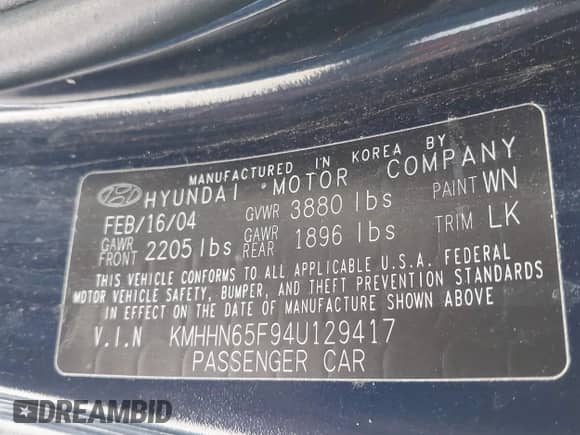 MANUFACTURED IN KOREA BY
HYUNDAI MOTOR COMPANY
FEB/16/04 GVWR 3880 lbs PAINT WN
GAWR FRONT 2205 lbs GAWR REAR 1896 lbs TRIM LK
THIS VEHICLE CONFORMS TO ALL APPLICABLE U.S.A. FEDERAL
MOTOR VEHICLE SAFETY, BUMPER, AND THEFT PREVENTION STANDARDS
IN EFFECT ON THE DATE OF MANUFACTURE SHOWN ABOVE
V.I.N KMHHN65F94U129417
PASSENGER CAR
DREAMBID